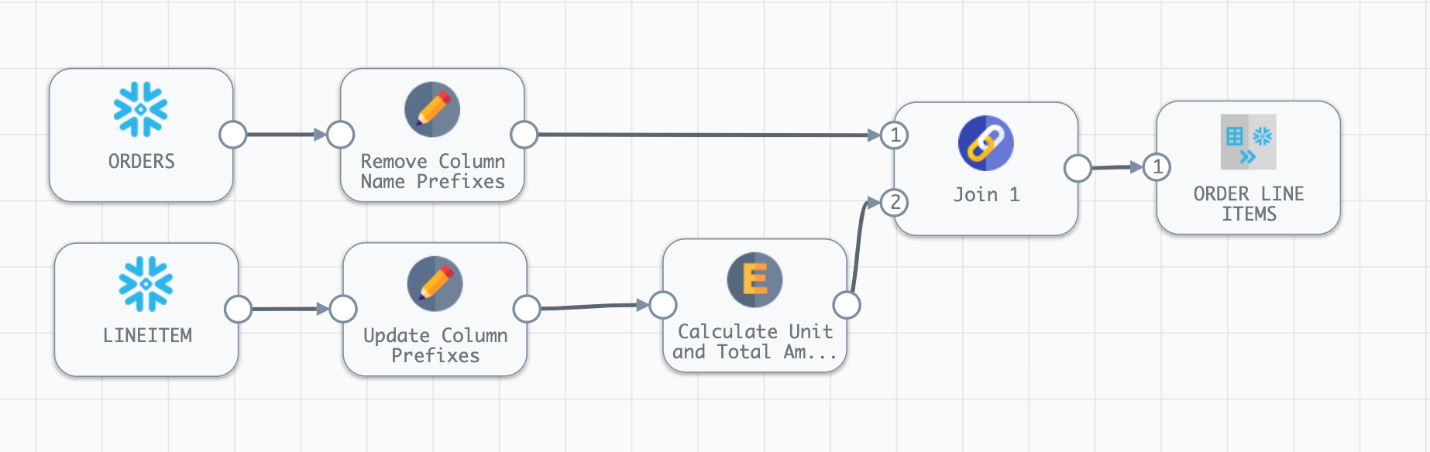 ORDERS
Remove Column
Name Prefixes
1
2
Join 1
1
ORDER LINE
ITEMS
LINEITEM
Update Column
Prefixes
E
Calculate Unit
and Total Am...